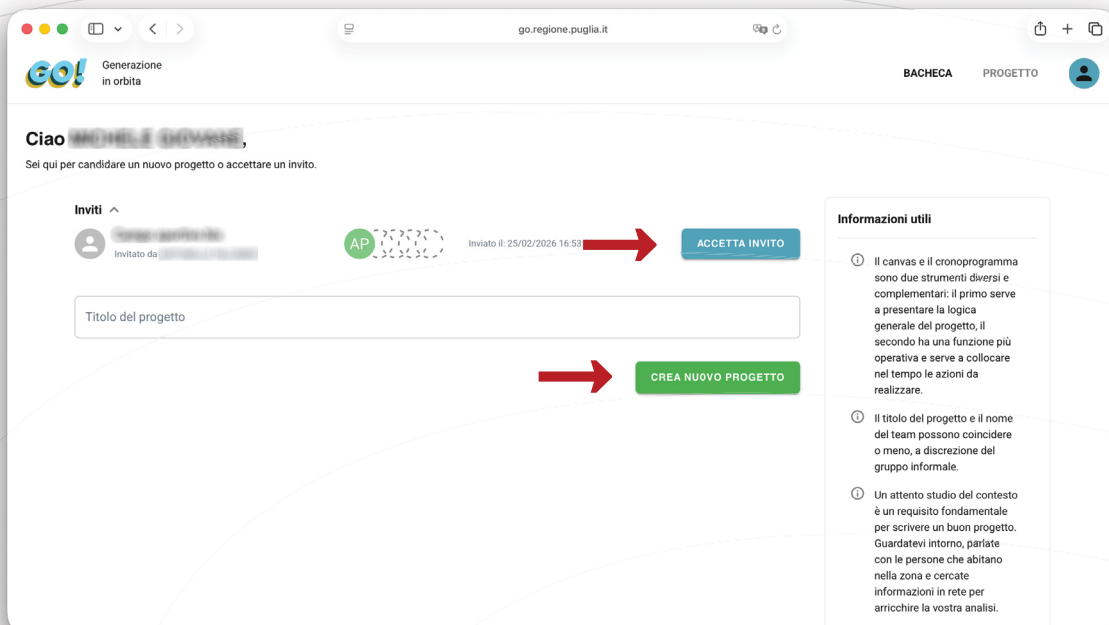 go.regione.puglia.it
GO!
Generazione
in orbita
BACHECA
PROGETTO
Ciao
Sei qui per candidare un nuovo progetto o accettare un invito.
Inviti
Invitato da
AP
Inviato il: 25/02/2026 16:53
ACCETTA INVITO
Titolo del progetto
CREA NU0VO PROGETTO
Informazioni utili
Il canvas e il cronoprogramma
sono due strumenti diversi e
complementari: il primo serve
a presentare la logica
generale del progetto, il
secondo ha una funzione più
operativa e serve a collocare
nel tempo le azioni da
realizzare.
Il titolo del progetto e il nome
del team possono coincidere
o meno, a discrezione del
gruppo informale.
Un attento studio del contesto
è un requisito fondamentale
per scrivere un buon progetto.
Guardatevi intorno, parlate
con le persone che abitano
nella zona e cercate
informazioni in rete per
arricchire la vostra analisi.